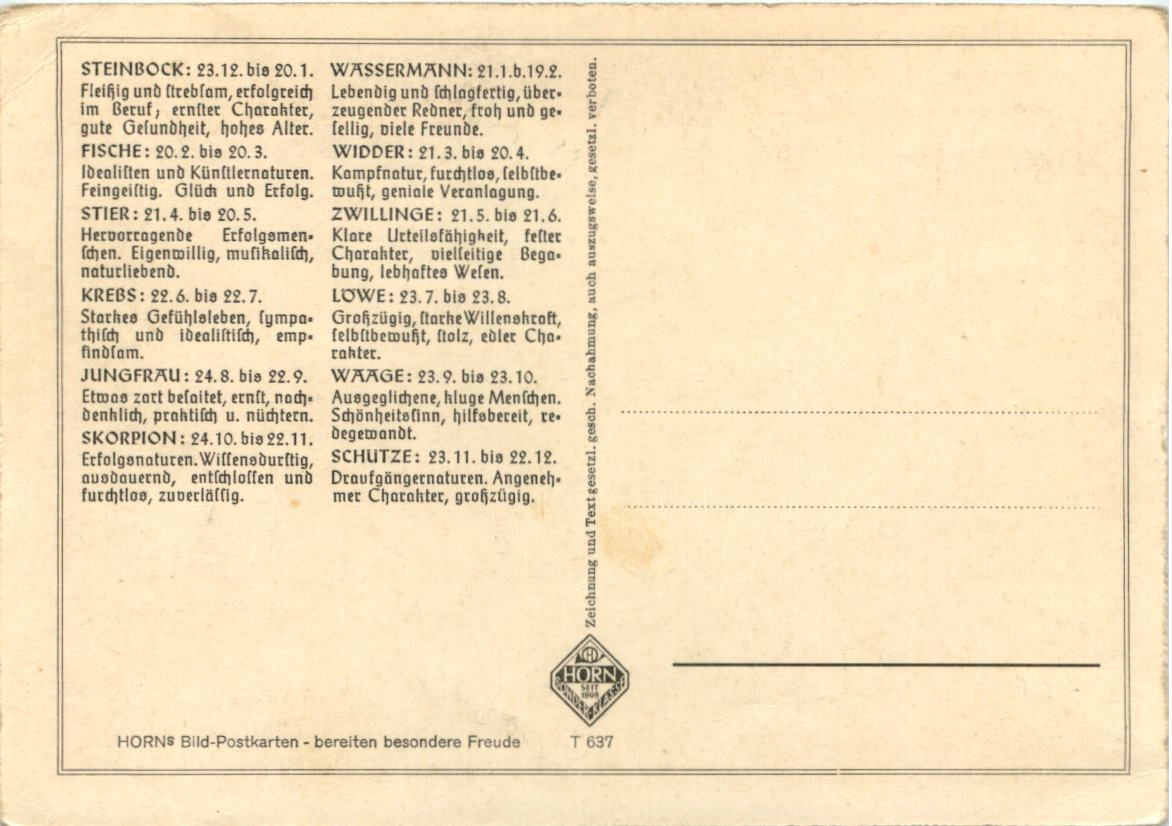 STEINBOCK: 23.12. bis 20.1.
Fleißig und strebsam, erfolgreich
im Beruf; ernster Charakter,
gute Gesundheit, hohes Alter.
FISCHE: 20.2. bis 20.3.
Idealisten und Künstlernaturen.
Feingeistig. Glück und Erfolg.
STIER: 21.4. bis 20.5.
Hervorragende Erfolgsmen-
schen. Eigenwillig, musikalisch,
naturliebend.
KREBS: 22.6. bis 22.7.
Starkes Gefühlsleben, sympa-
thisch und idealistisch, emp-
findsam.
JUNGFRAU: 24.8. bis 22.9.
Etwas zart besaitet, ernst, nach-
denklich, praktisch u. nüchtern.
SKORPION: 24.10. bis 22.11.
Erfolgsnaturen. Wissensdurstig,
ausdauernd, entschlossen und
furchtlos, zuverlässig.
WASSERMANN: 21.1.b.19.2.
Lebendig und schlagfertig, über-
zeugender Redner, froh und ge-
sellig, viele Freunde.
WIDDER: 21.3. bis 20.4.
Kampfnatur, furchtlos, selbstbe-
wußt, geniale Veranlagung.
ZWILLINGE: 21.5. bis 21.6.
Klare Urteilsfähigkeit, fester
Charakter, vielseitige Bega-
bung, lebhaftes Wesen.
LÖWE: 23.7. bis 23.8.
Großzügig, starke Willenskraft,
selbstbewußt, stolz, edler Cha-
rakter.
WAAGE: 23.9. bis 23.10.
Ausgeglichene, kluge Menschen.
Schönheitssinn, hilfsbereit, re-
degewandt.
SCHÜTZE: 23.11. bis 22.12.
Draufgängernaturen. Angeneh-
mer Charakter, großzügig.
Zeichnung und Text gesetzl. gesch. Nachahmung, auch auszugsweise, gesetzl. verboten.
H
HORN
SEIT
1898
SONDER-KLASSE
HORNs Bild-Postkarten - bereiten besondere Freude T 637